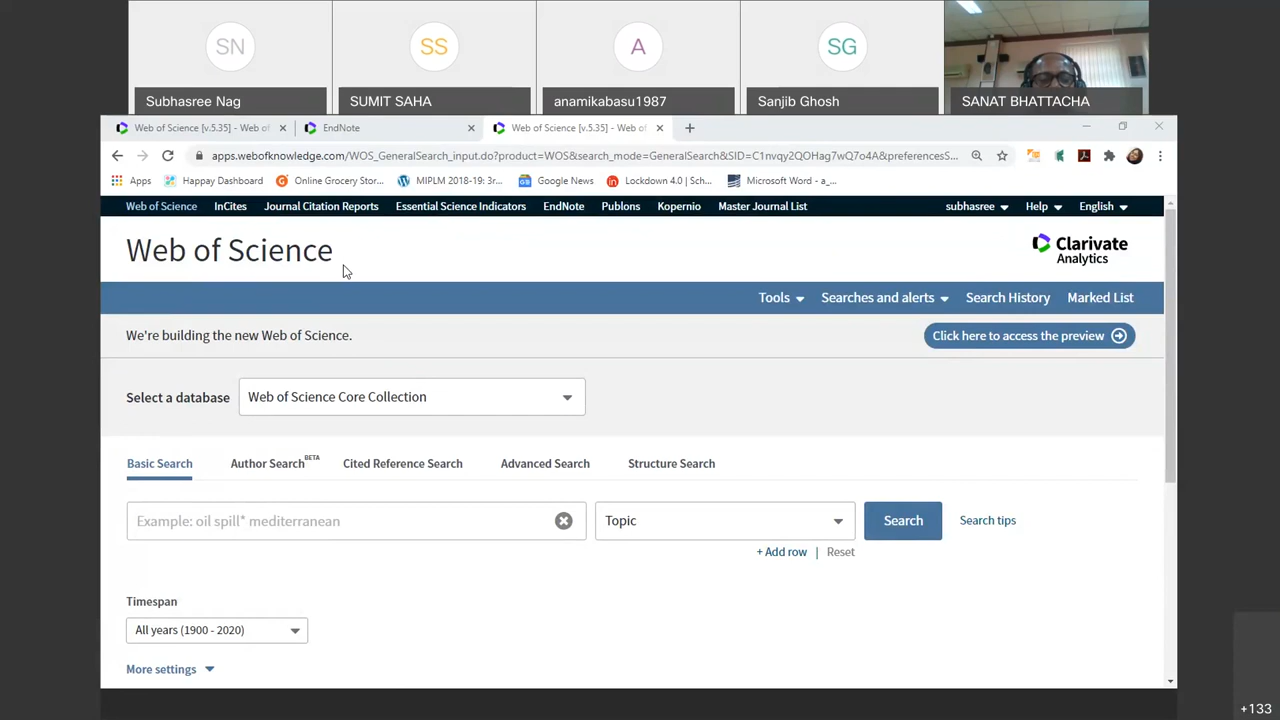 SN
SS
A
SG
Subhasree Nag
SUMIT SAHA
anamikabasu1987
Sanjib Ghosh
SANAT BHATTACHA
Web of Science [v.5.35] - Web of
EndNote
Web of Science [v.5.35] - Web of
apps.webofknowledge.com/WOS_GeneralSearch_input.do?product=WOS&search_mode=GeneralSearch&SID=C1nvqy2QOHag7wQ7o4A&preferencesS...
Apps
Happay Dashboard
Online Grocery Stor...
MIPLM 2018-19: 3r...
Google News
Lockdown 4.0 | Sch...
Microsoft Word - a_...
Web of Science
InCites
Journal Citation Reports
Essential Science Indicators
EndNote
Publons
Kopernio
Master Journal List
subhasree
Help
English
Web of Science
Clarivate
Analytics
Tools
Searches and alerts
Search History
Marked List
We're building the new Web of Science.
Click here to access the preview
Select a database
Web of Science Core Collection
Basic Search
Author Search BETA
Cited Reference Search
Advanced Search
Structure Search
Example: oil spill* mediterranean
Topic
Search
Search tips
+ Add row | Reset
Timespan
All years (1900 - 2020)
More settings
+133